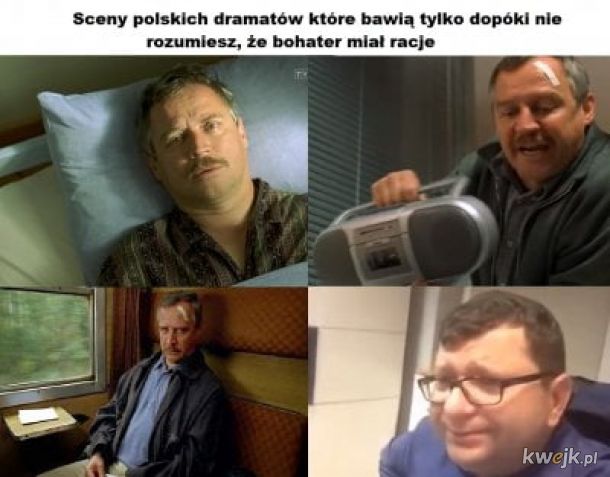 Sceny polskich dramatów które bawią tylko dopóki nie
rozumiesz, że bohater miał racje
kwejk.pl